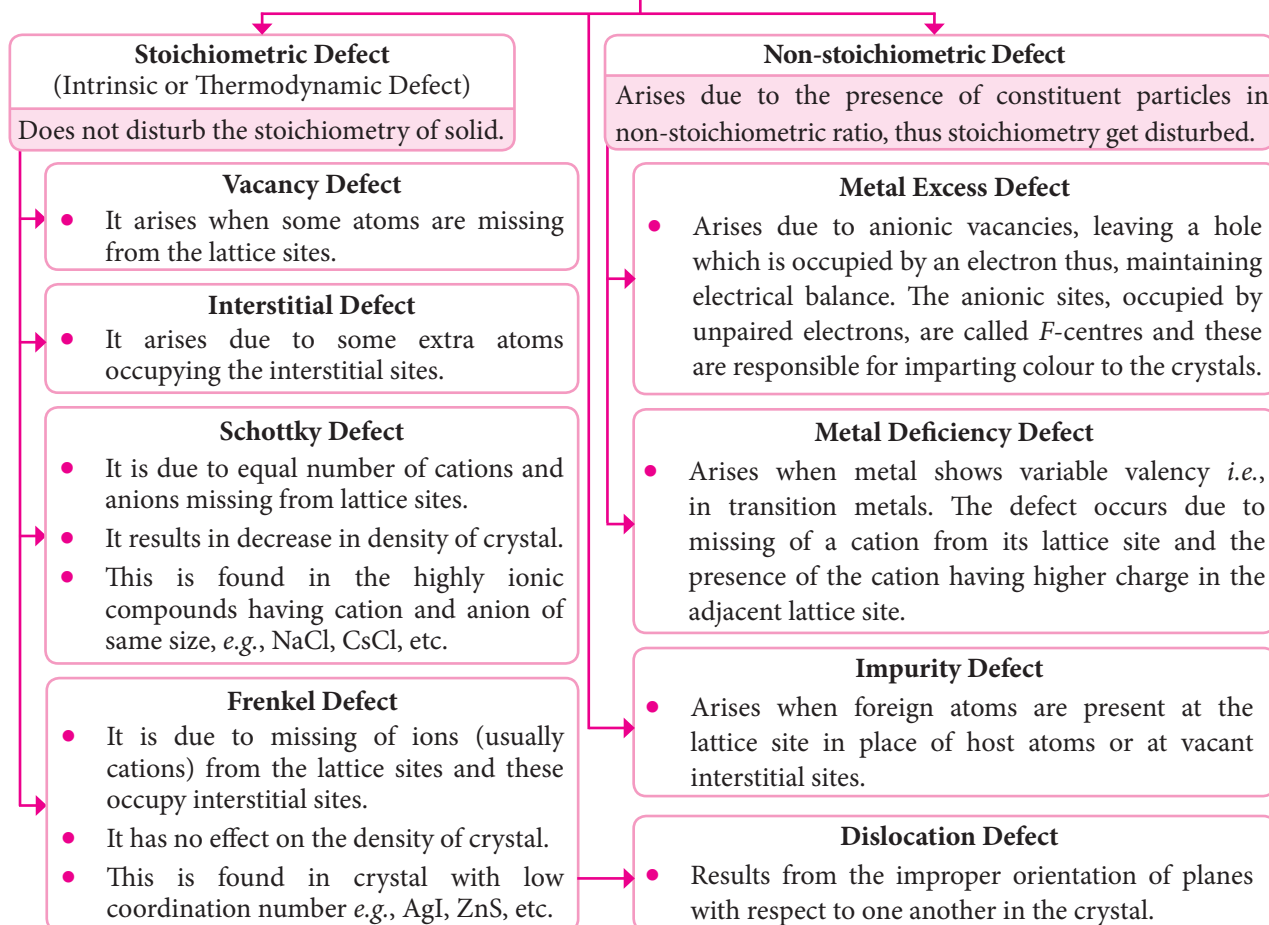 Stoichiometric Defect
(Intrinsic or Thermodynamic Defect)
Does not disturb the stoichiometry of solid.
Vacancy Defect
• It arises when some atoms are missing
from the lattice sites.
Interstitial Defect
• It arises due to some extra atoms
occupying the interstitial sites.
Schottky Defect
• It is due to equal number of cations and
anions missing from lattice sites.
• It results in decrease in density of crystal.
• This is found in the highly ionic
compounds having cation and anion of
same size, e.g., NaCl, CsCl, etc.
Frenkel Defect
• It is due to missing of ions (usually
cations) from the lattice sites and these
occupy interstitial sites.
• It has no effect on the density of crystal.
• This is found in crystal with low
coordination number e.g., AgI, ZnS, etc.
Non-stoichiometric Defect
Arises due to the presence of constituent particles in
non-stoichiometric ratio, thus stoichiometry get disturbed.
Metal Excess Defect
• Arises due to anionic vacancies, leaving a hole
which is occupied by an electron thus, maintaining
electrical balance. The anionic sites, occupied by
unpaired electrons, are called F-centres and these
are responsible for imparting colour to the crystals.
Metal Deficiency Defect
• Arises when metal shows variable valency i.e.,
in transition metals. The defect occurs due to
missing of a cation from its lattice site and the
presence of the cation having higher charge in the
adjacent lattice site.
Impurity Defect
• Arises when foreign atoms are present at the
lattice site in place of host atoms or at vacant
interstitial sites.
Dislocation Defect
• Results from the improper orientation of planes
with respect to one another in the crystal.